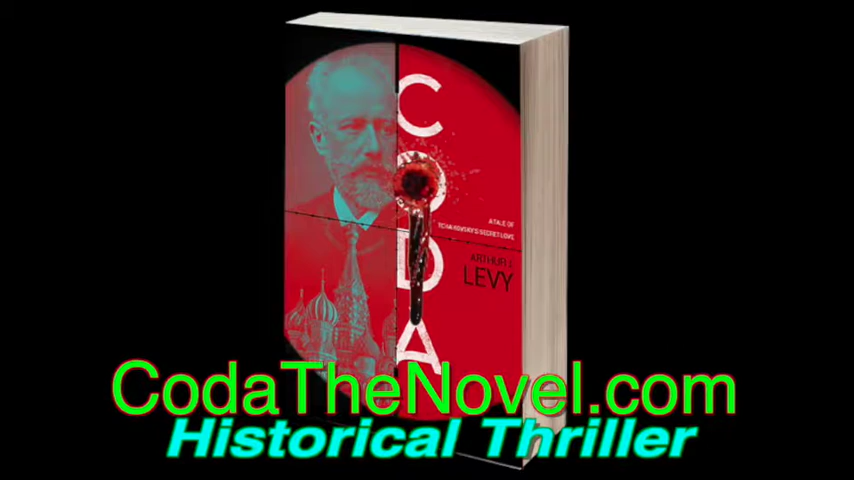 CODA
A TALE OF
TCHAIKOVSKY'S SECRET LOVE
ARTHUR I.
LEVY
CodaTheNovel.com
Historical Thriller